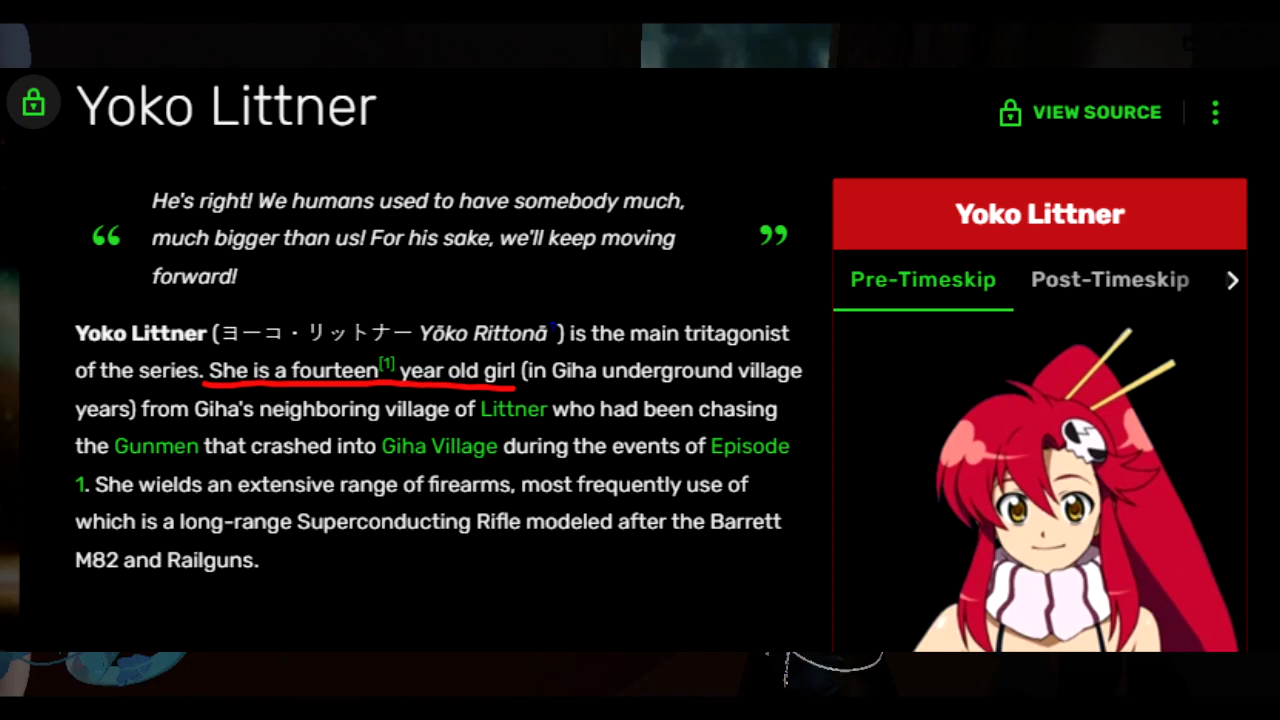 Yoko Littner
VIEW SOURCE
“
He's right! We humans used to have somebody much,
much bigger than us! For his sake, we'll keep moving
forward!
”
Yoko Littner (ヨーコ・リットナー Yōko Rittonā?) is the main tritagonist
of the series. She is a fourteen[1] year old girl (in Giha underground village
years) from Giha's neighboring village of Littner who had been chasing
the Gunmen that crashed into Giha Village during the events of Episode
1. She wields an extensive range of firearms, most frequently use of
which is a long-range Superconducting Rifle modeled after the Barrett
M82 and Railguns.
Yoko Littner
Pre-Timeskip Post-Timeskip